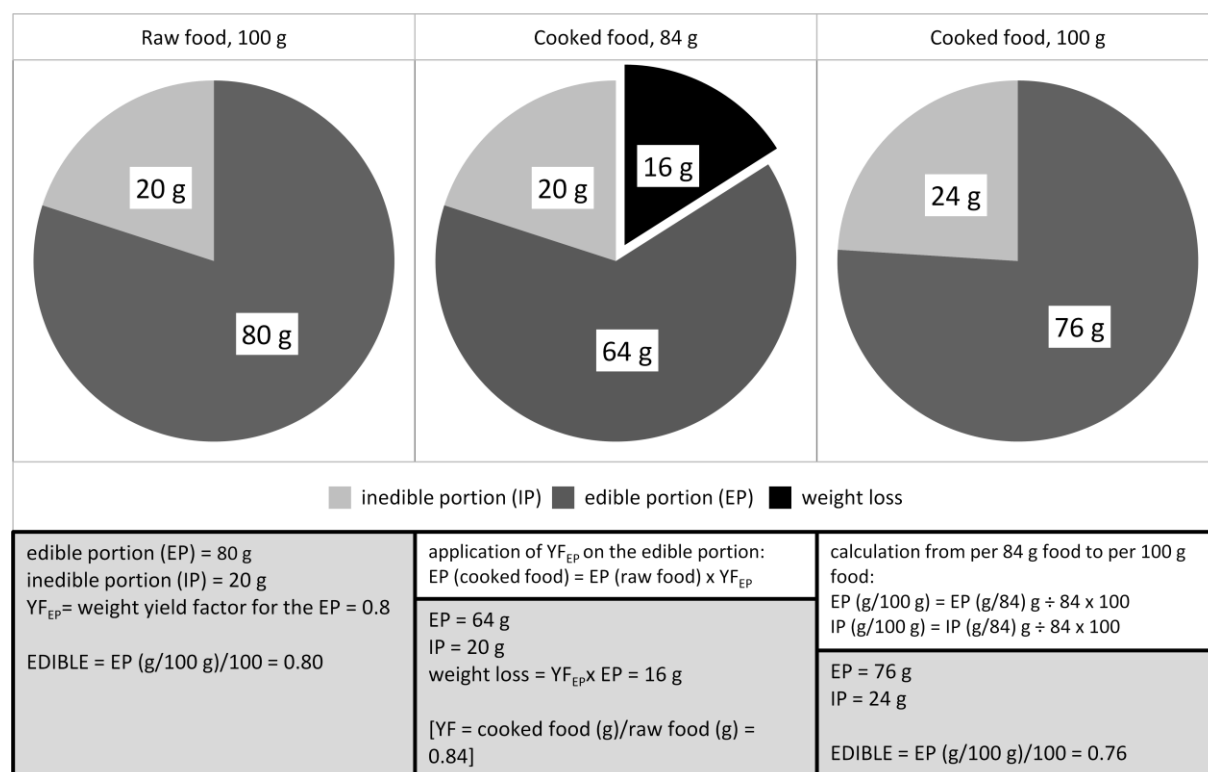 Raw food, 100 g
Cooked food, 84 g
Cooked food, 100 g
20 g
80 g
20 g
16 g
64 g
24 g
76 g
inedible portion (IP)
edible portion (EP)
weight loss
edible portion (EP) = 80 g
inedible portion (IP) = 20 g
YFEP= weight yield factor for the EP = 0.8
EDIBLE = EP (g/100 g)/100 = 0.80
application of YFEP on the edible portion:
EP (cooked food) = EP (raw food) x YFEP
EP = 64 g
IP = 20 g
weight loss = YFEPx EP = 16 g
[YF = cooked food (g)/raw food (g) =
0.84]
calculation from per 84 g food to per 100 g
food:
EP (g/100 g) = EP (g/84) g ÷ 84 x 100
IP (g/100 g) = IP (g/84) g ÷ 84 x 100
EP = 76 g
IP = 24 g
EDIBLE = EP (g/100 g)/100 = 0.76